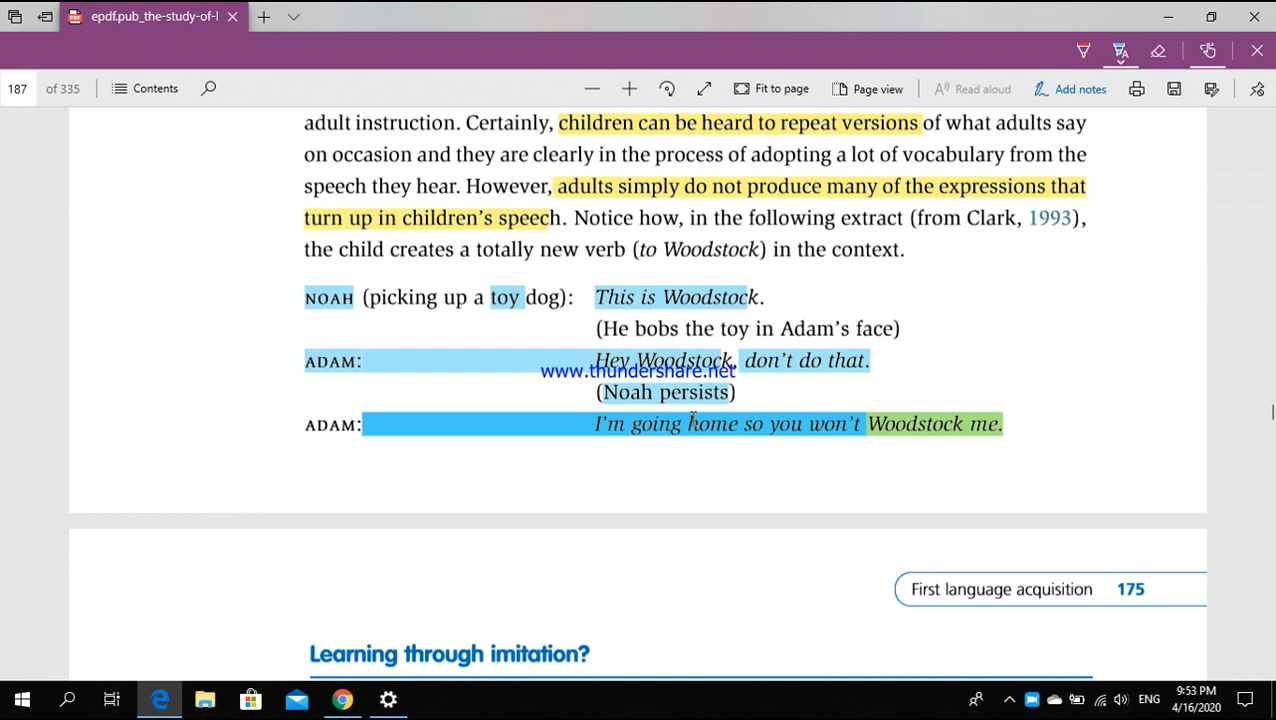 epdf.pub_the-study-of-l
187 of 335 Contents Fit to page Page view Read aloud Add notes
adult instruction. Certainly, children can be heard to repeat versions of what adults say
on occasion and they are clearly in the process of adopting a lot of vocabulary from the
speech they hear. However, adults simply do not produce many of the expressions that
turn up in children's speech. Notice how, in the following extract (from Clark, 1993),
the child creates a totally new verb (to Woodstock) in the context.
NOAH (picking up a toy dog): This is Woodstock.
(He bobs the toy in Adam's face)
ADAM: Hey Woodstock, don't do that.
www.thundershare.net
(Noah persists)
ADAM: I'm going home so you won't Woodstock me.
First language acquisition 175
Learning through imitation?
ENG 9:53 PM
4/16/2020